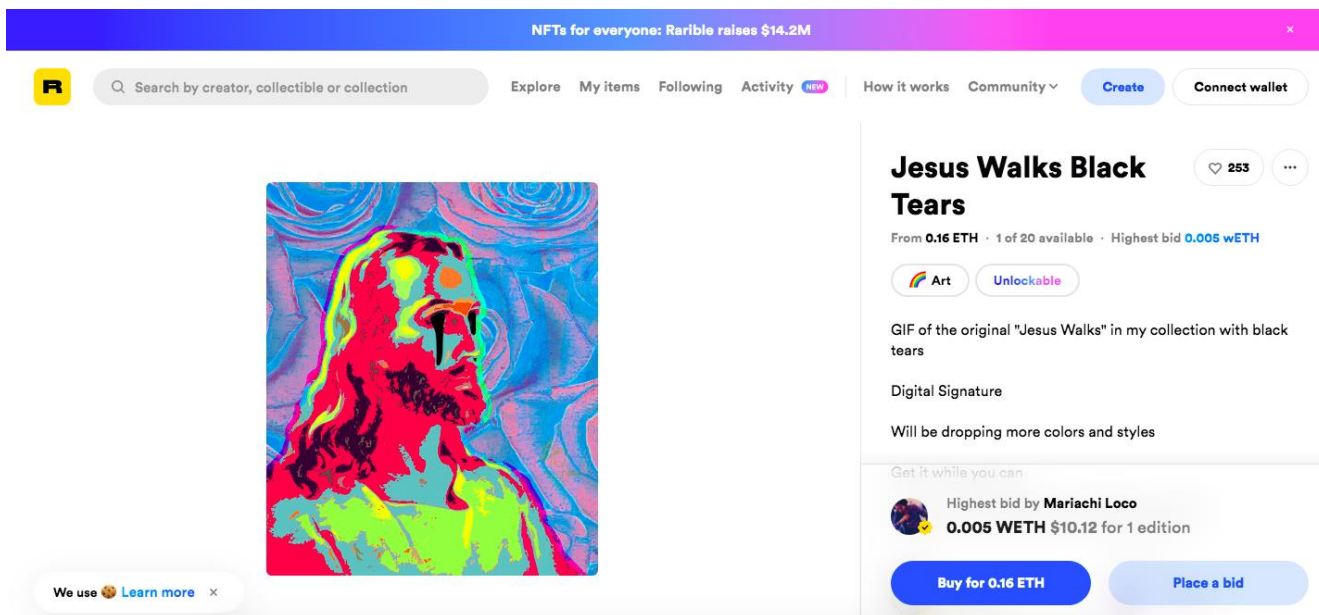 NFTs for everyone: Rarible raises $14.2M ×
R
Search by creator, collectible or collection
Explore My items Following Activity NEW How it works Community Create Connect wallet
Jesus Walks Black
Tears
253 ...
From 0.16 ETH · 1 of 20 available · Highest bid 0.005 wETH
Art Unlockable
GIF of the original "Jesus Walks" in my collection with black
tears
Digital Signature
Will be dropping more colors and styles
Get it while you can
Highest bid by Mariachi Loco
0.005 WETH $10.12 for 1 edition
Buy for 0.16 ETH Place a bid
We use 🍪 Learn more ×